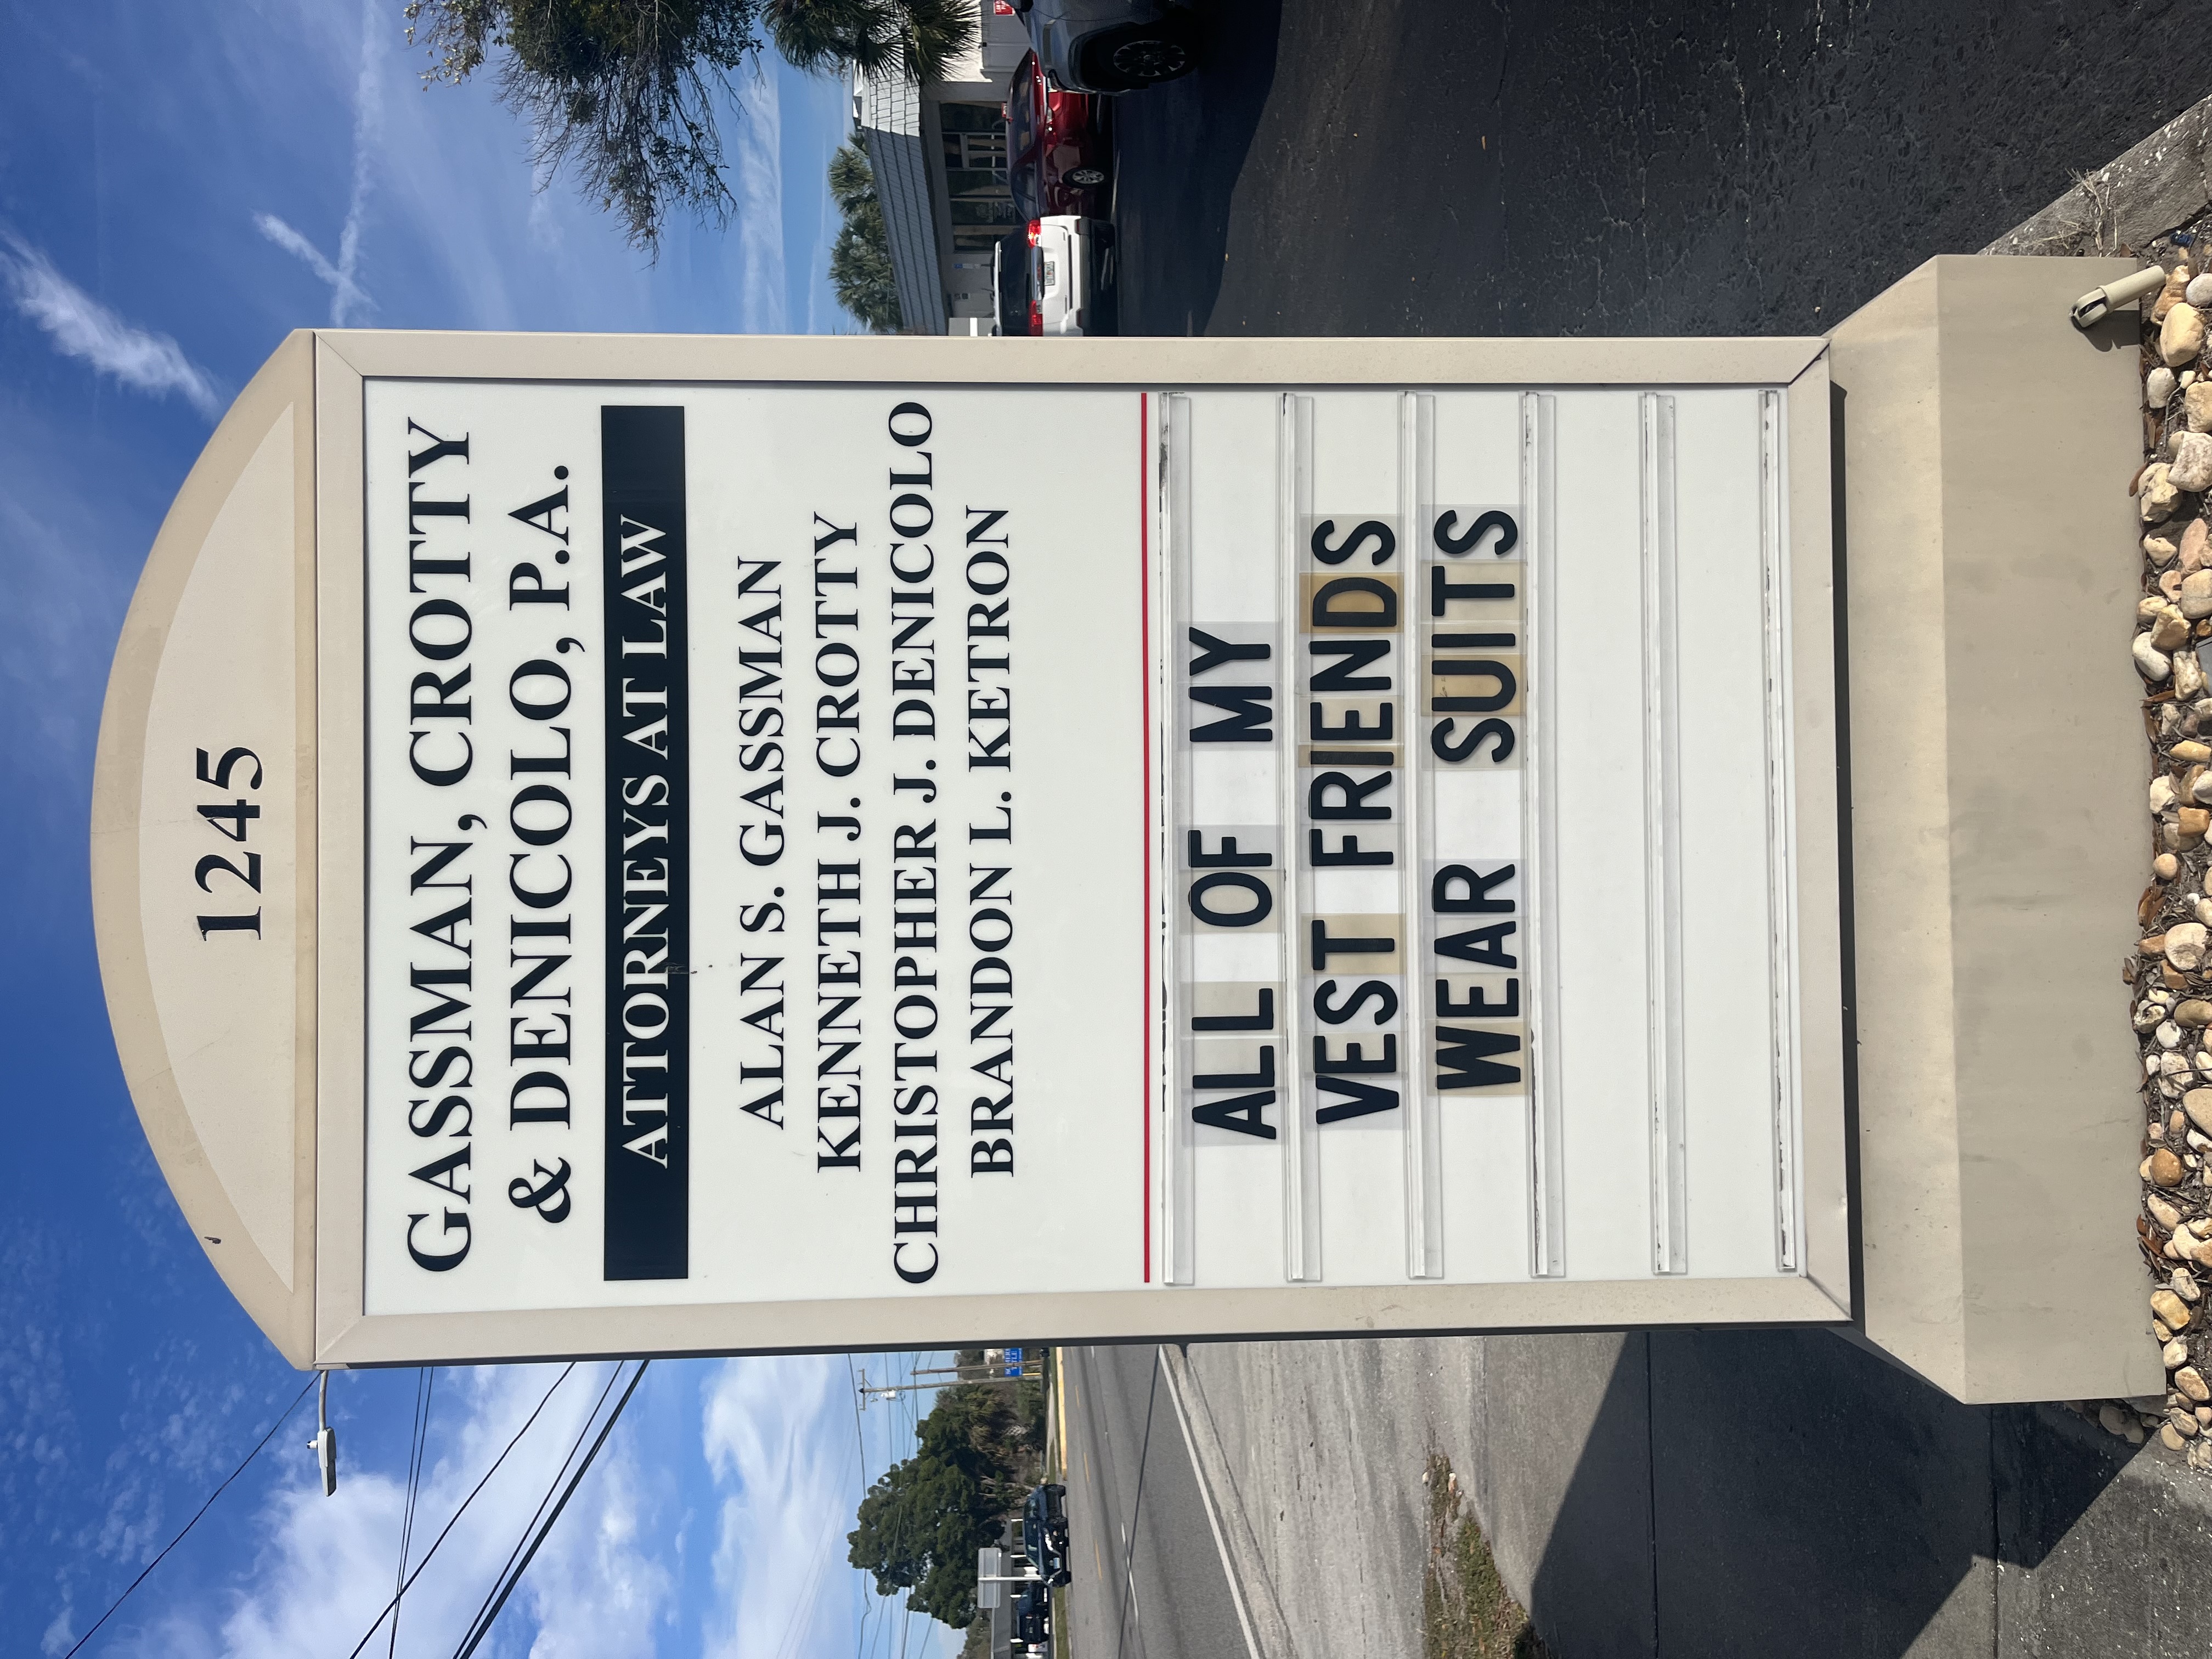 1245
GASSMAN, CROTTY
& DENICOLO, P.A.
ATTORNEYS AT LAW
ALAN S. GASSMAN
KENNETH J. CROTTY
CHRISTOPHER J. DENICOLO
BRANDON L. KETRON
ALL OF MY
VEST FRIENDS
WEAR SUITS